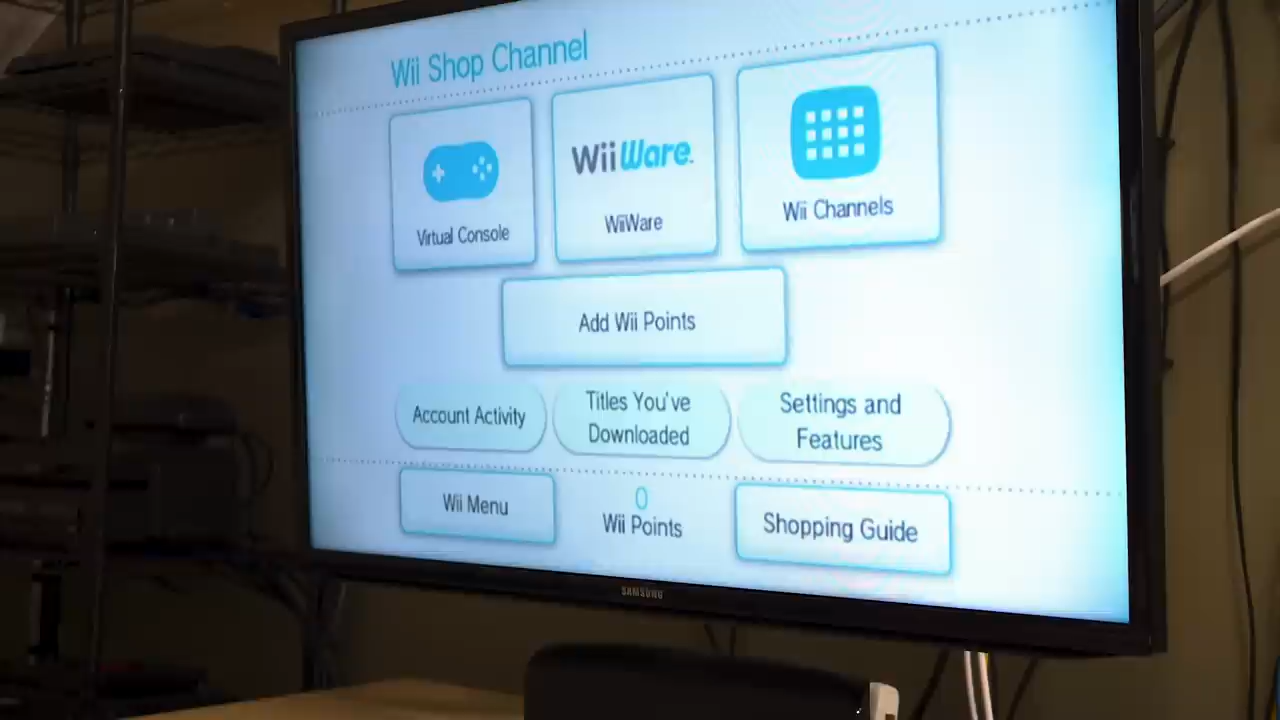 Wii Shop Channel
WiiWare.
Virtual Console
WiiWare
Wii Channels
Add Wii Points
Account Activity
Titles You've
Downloaded
Settings and
Features
Wii Menu
0
Wii Points
Shopping Guide
SAMSUNG